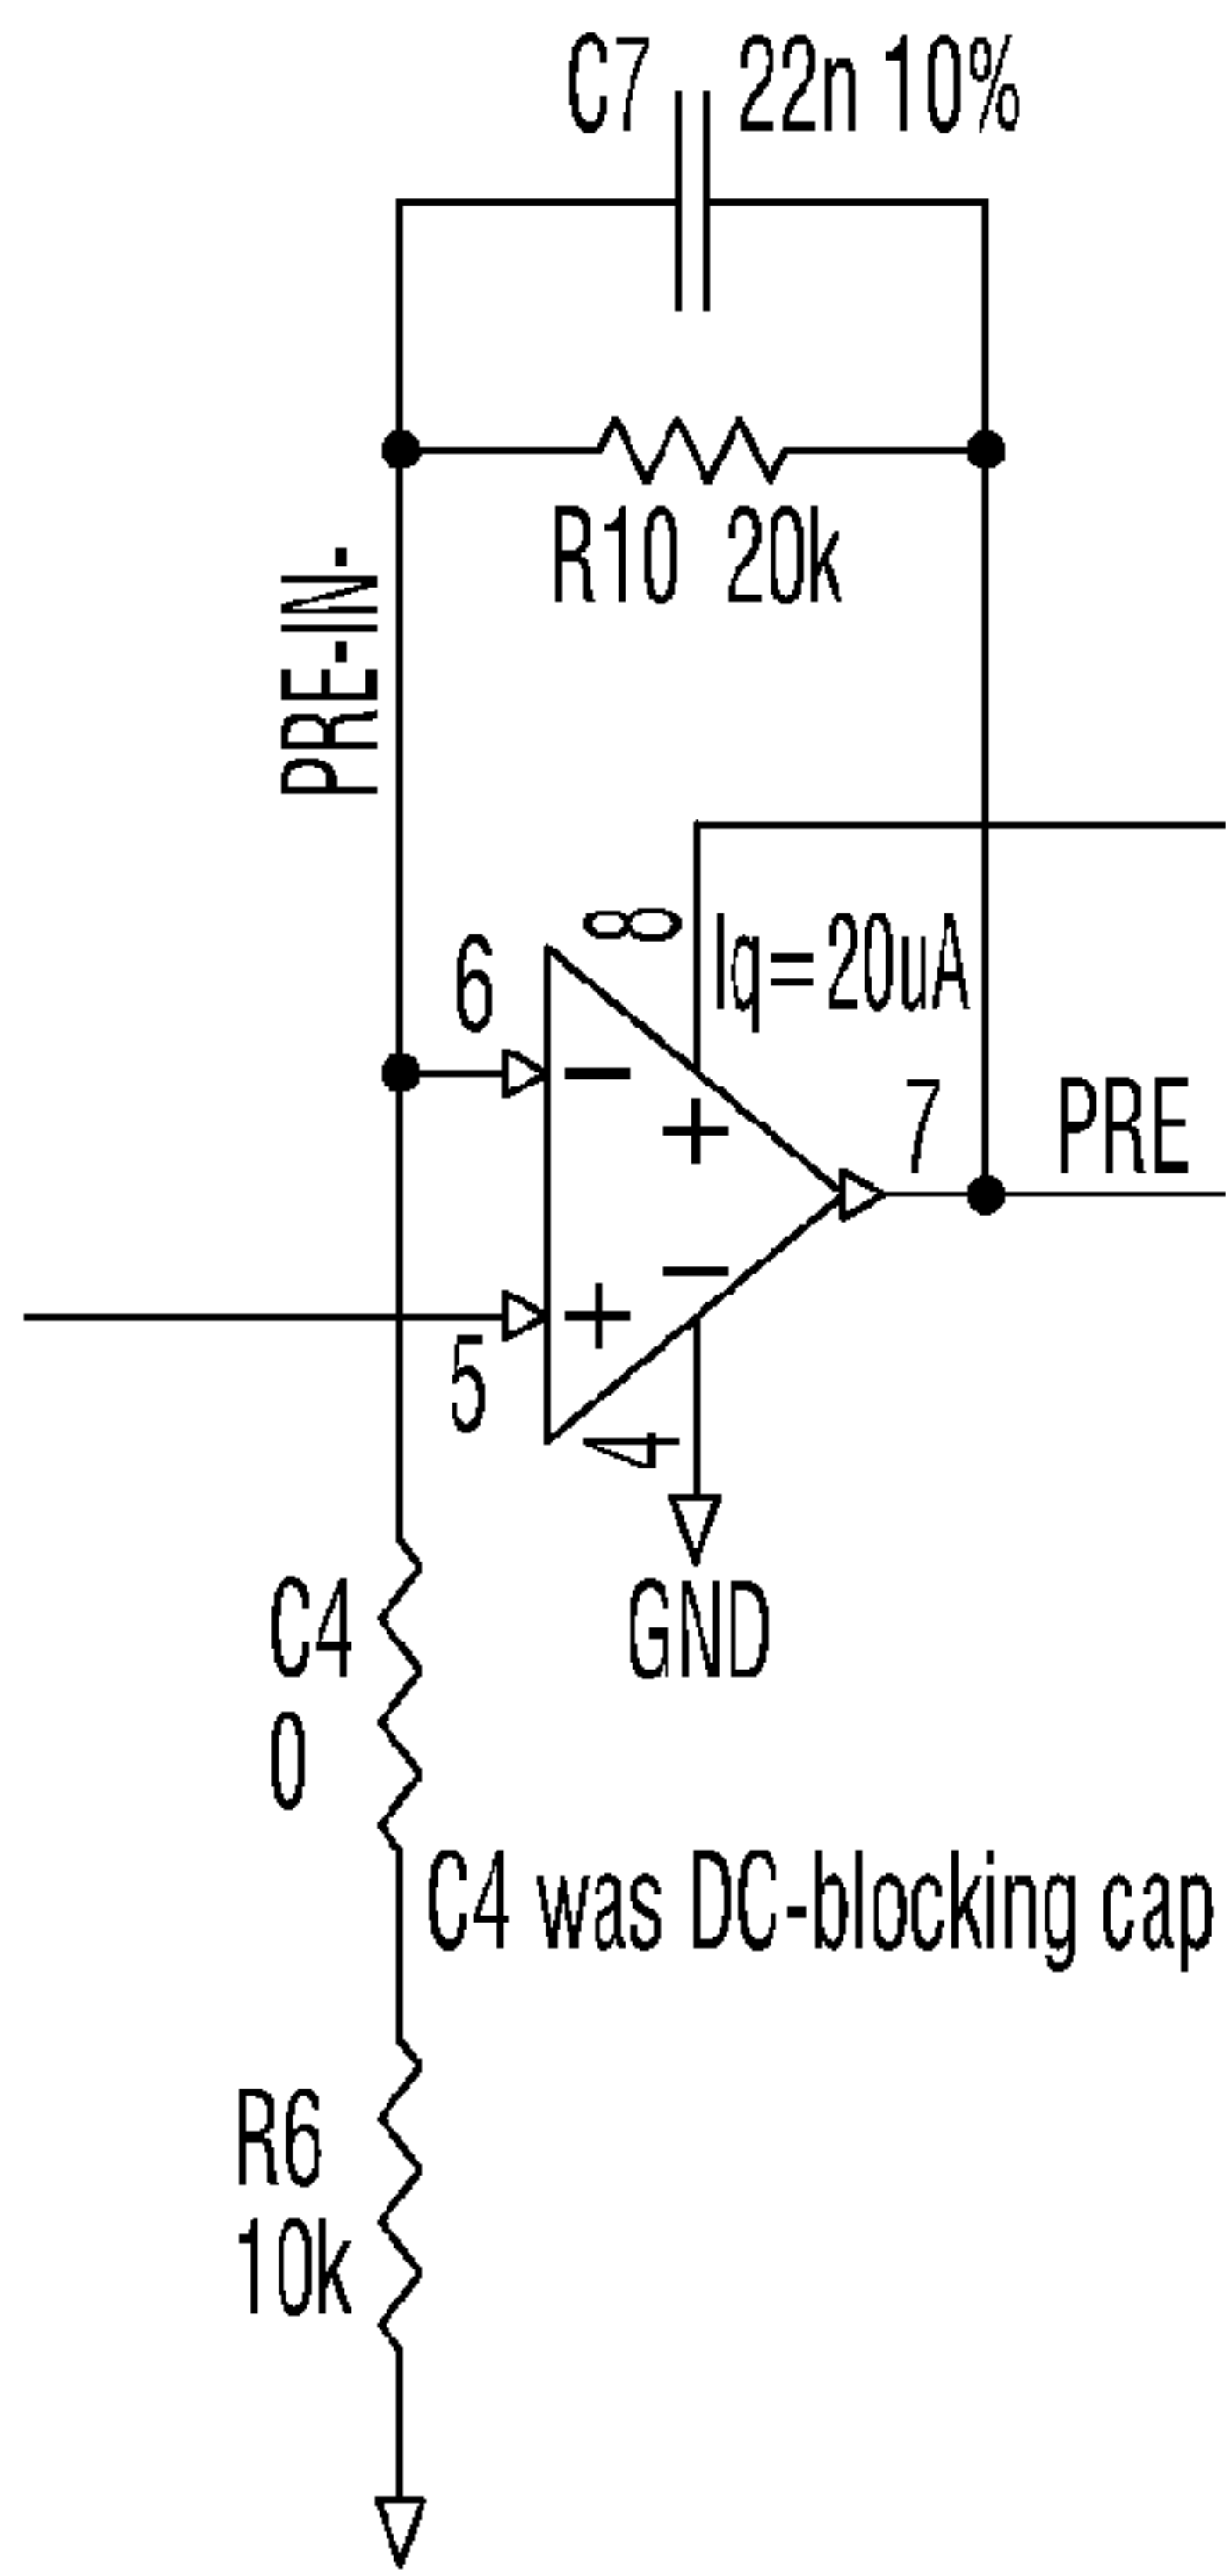 C7 22n 10%
R10 20k
PRE-IN-
8
Iq=20uA
6
7
PRE
5
4
GND
C4
0
C4 was DC-blocking cap
R6
10k